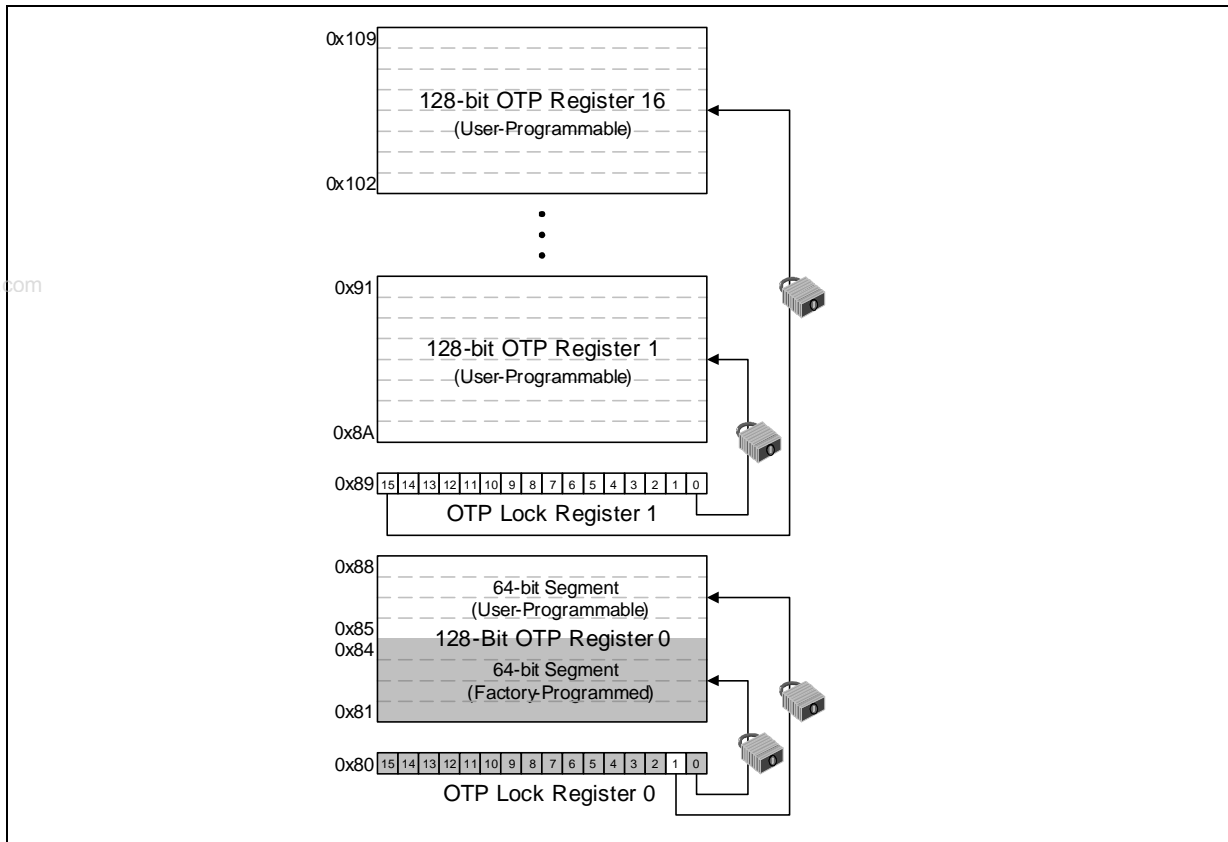 0x109
128-bit OTP Register 16
(User-Programmable)
0x102
com
0x91
128-bit OTP Register 1
(User-Programmable)
0x8A
0x89 15 14 13 12 11 10 9 8 7 6 5 4 3 2 1 0
OTP Lock Register 1
0x88
64-bit Segment
(User-Programmable)
0x85
128-Bit OTP Register 0
0x84
64-bit Segment
(Factory-Programmed)
0x81
0x80 15 14 13 12 11 10 9 8 7 6 5 4 3 2 1 0
OTP Lock Register 0